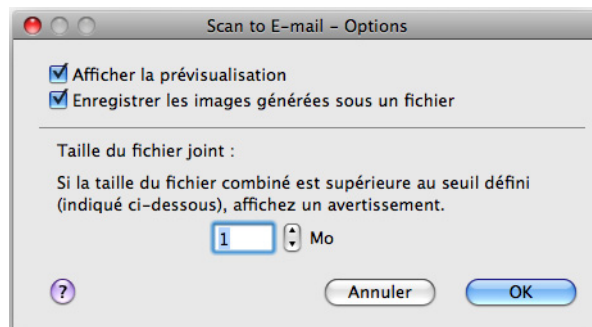 Scan to E-mail – Options
Afficher la prévisualisation
Enregistrer les images générées sous un fichier
Taille du fichier joint :
Si la taille du fichier combiné est supérieure au seuil défini
(indiqué ci-dessous), affichez un avertissement.
1 Mo
? Annuler OK